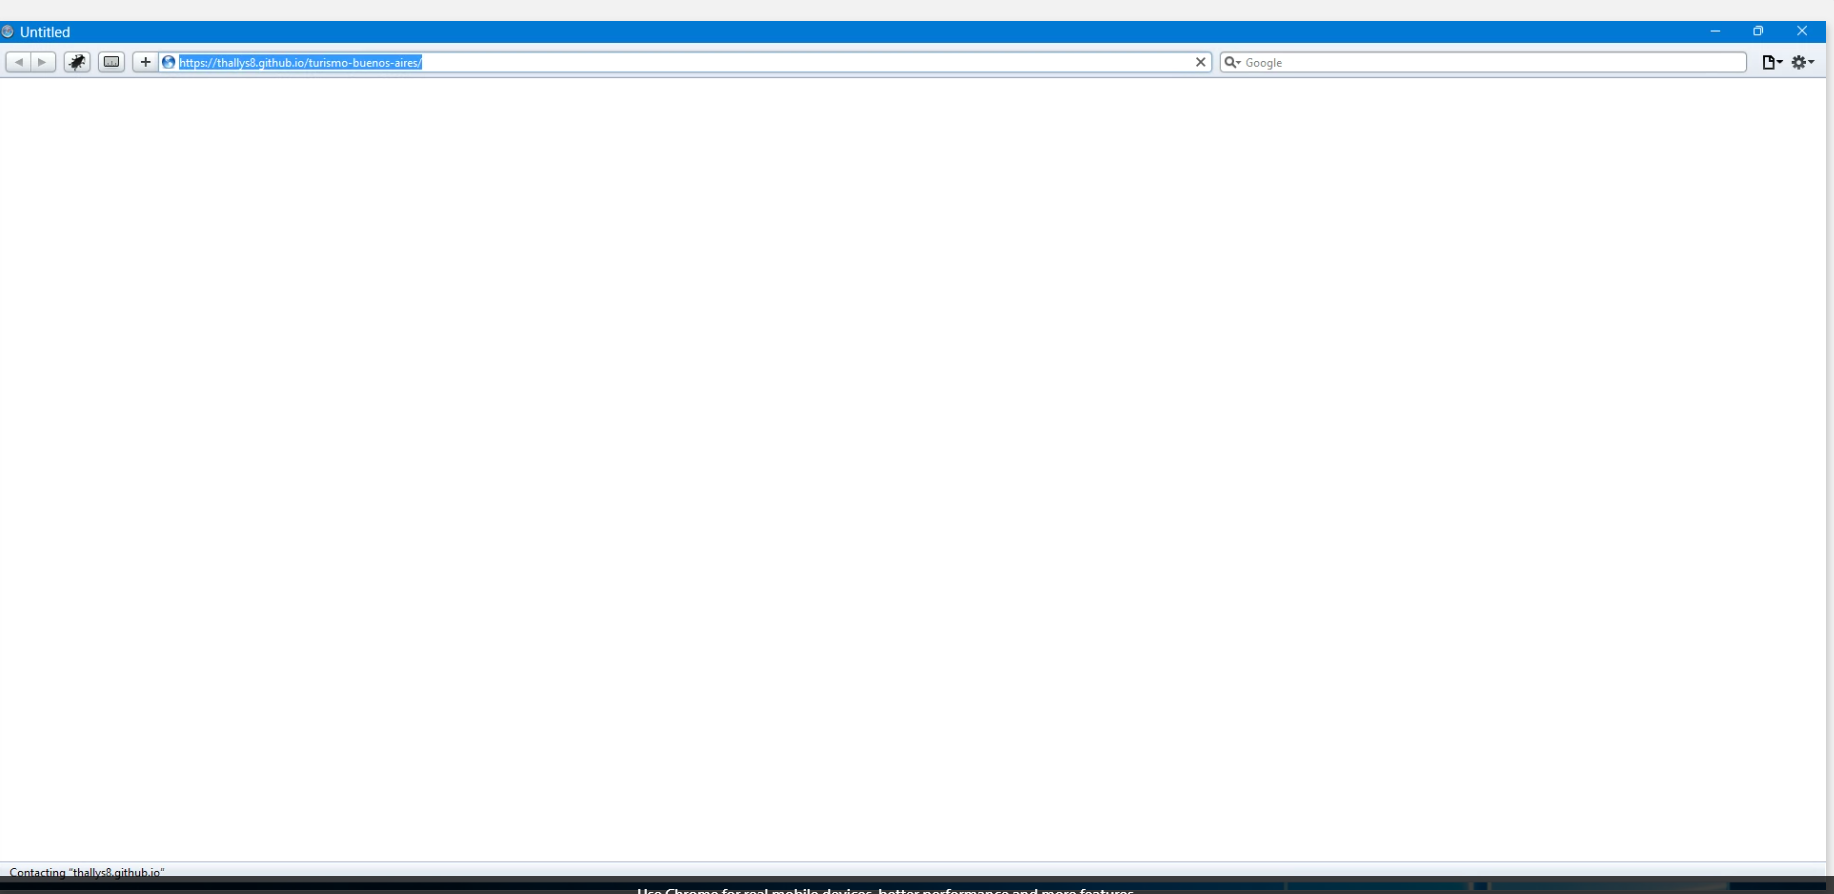 Untitled
https://thallys8.github.io/turismo-buenos-aires/
Google
Contacting "thallys8.github.io"
Use Chrome for real mobile devices, better performance and more features